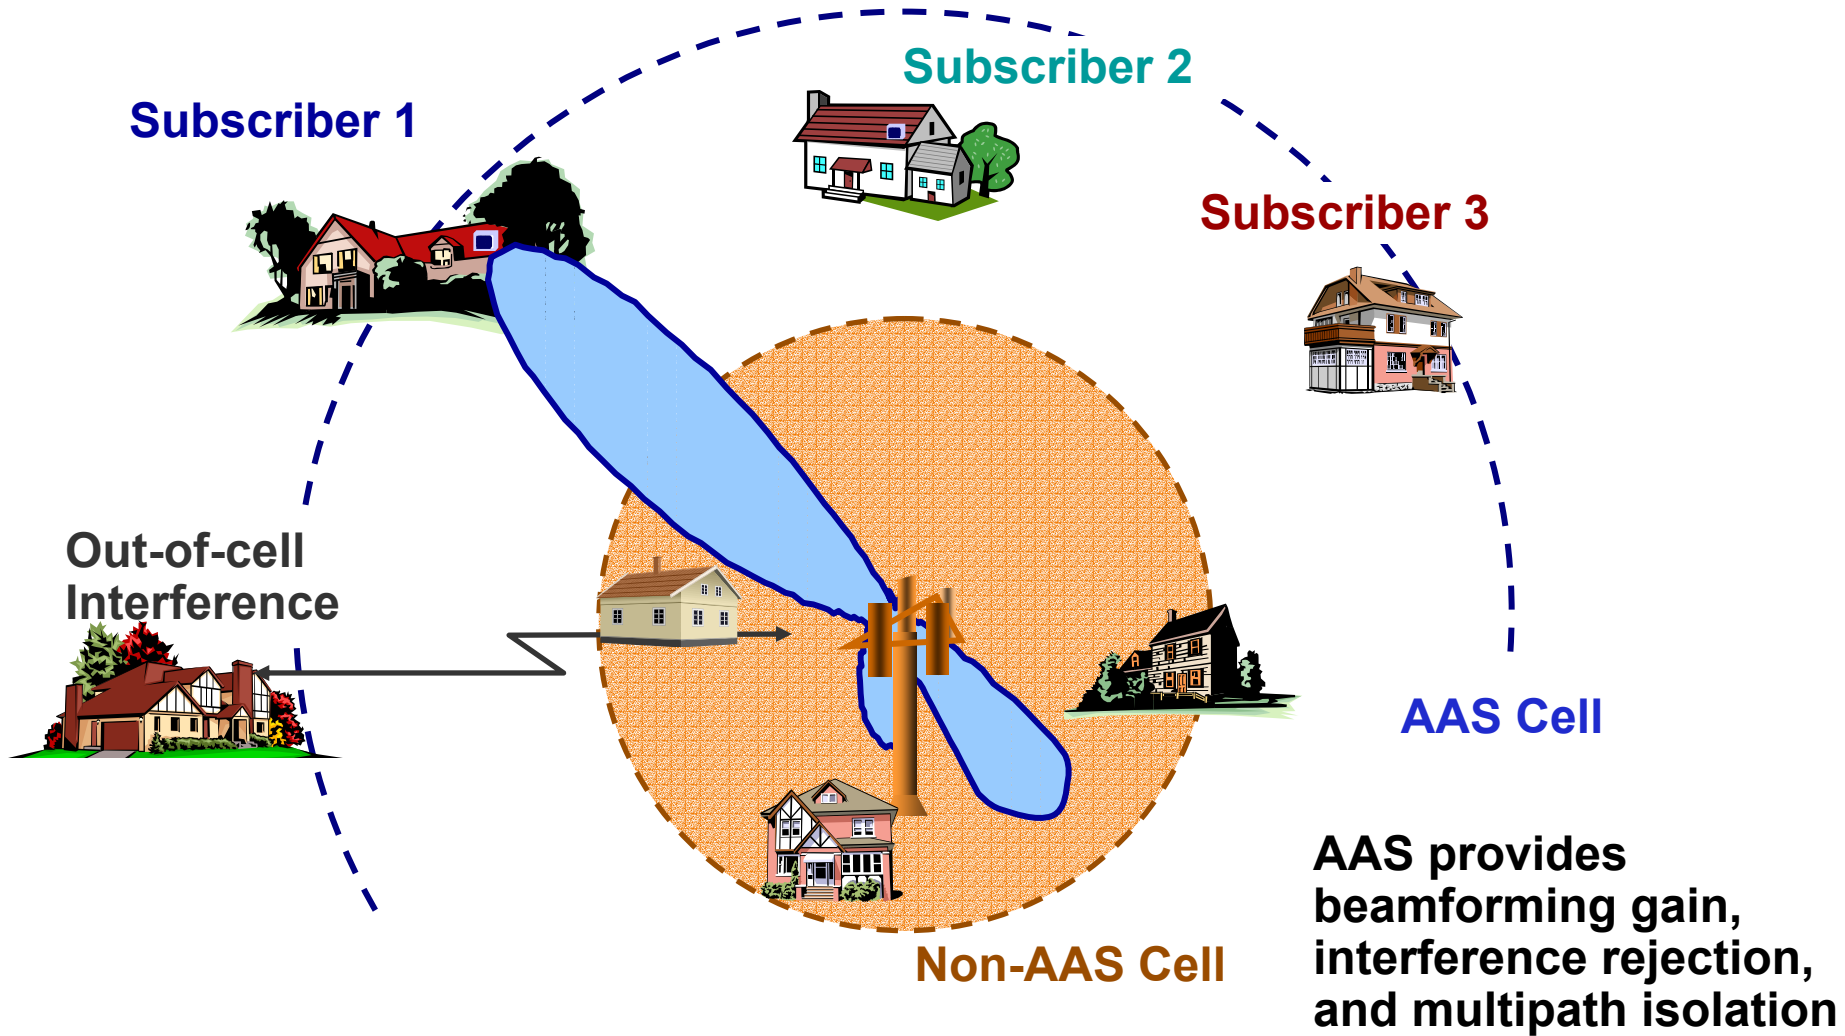 Subscriber 2
Subscriber 1
Subscriber 3
Out-of-cell
Interference
AAS Cell
AAS provides
beamforming gain,
interference rejection,
and multipath isolation
Non-AAS Cell